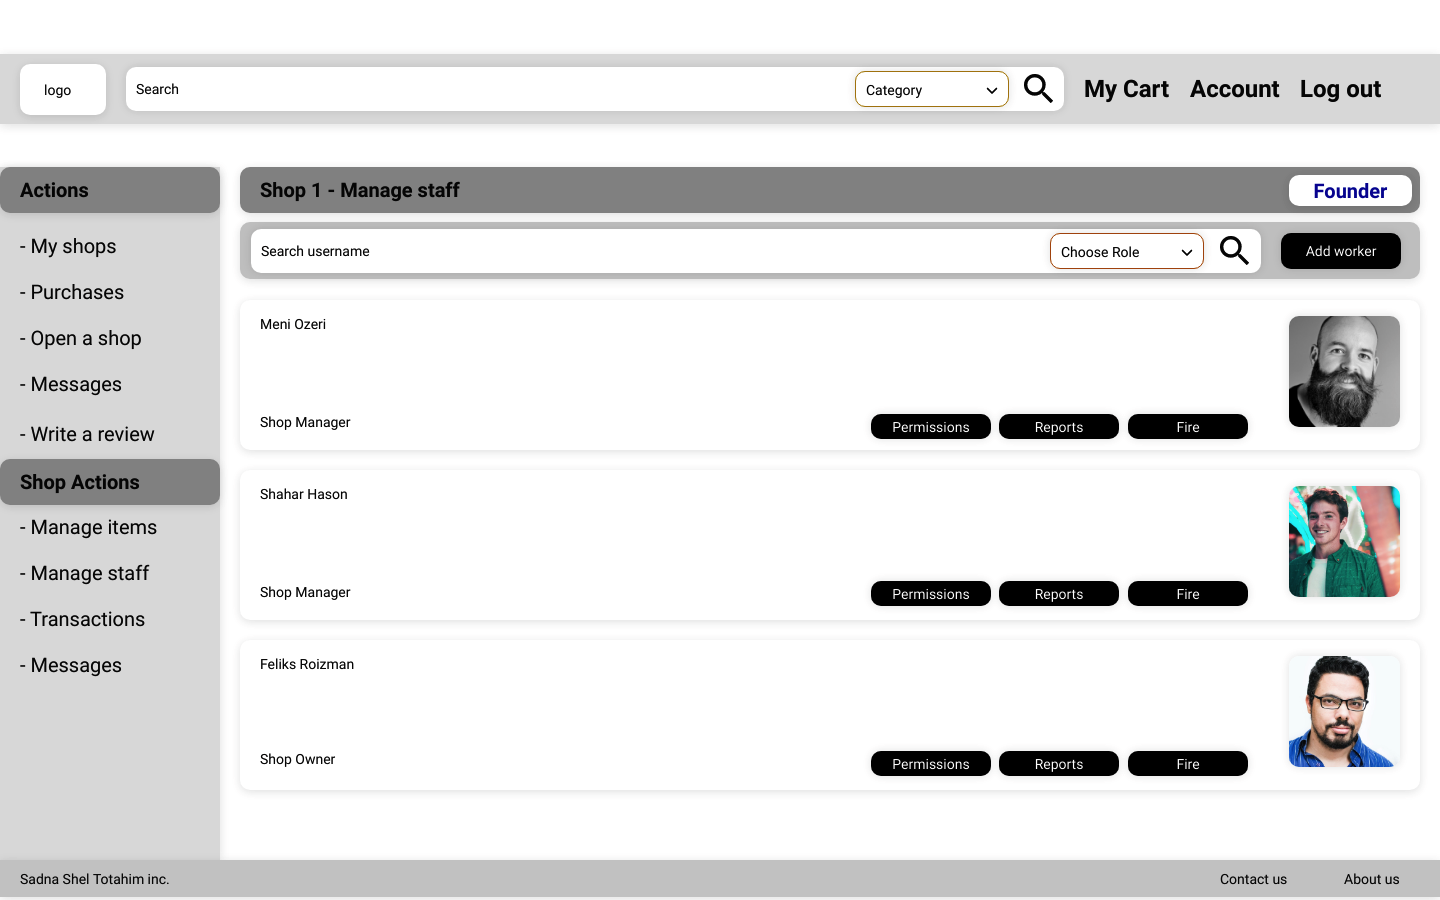 logo
Search
Category
My Cart
Account
Log out
Actions
- My shops
- Purchases
- Open a shop
- Messages
- Write a review
Shop Actions
- Manage items
- Manage staff
- Transactions
- Messages
Shop 1 - Manage staff
Founder
Search username
Choose Role
Add worker
Meni Ozeri
Shop Manager
Permissions
Reports
Fire
Shahar Hason
Shop Manager
Permissions
Reports
Fire
Feliks Roizman
Shop Owner
Permissions
Reports
Fire
Sadna Shel Totahim inc.
Contact us
About us